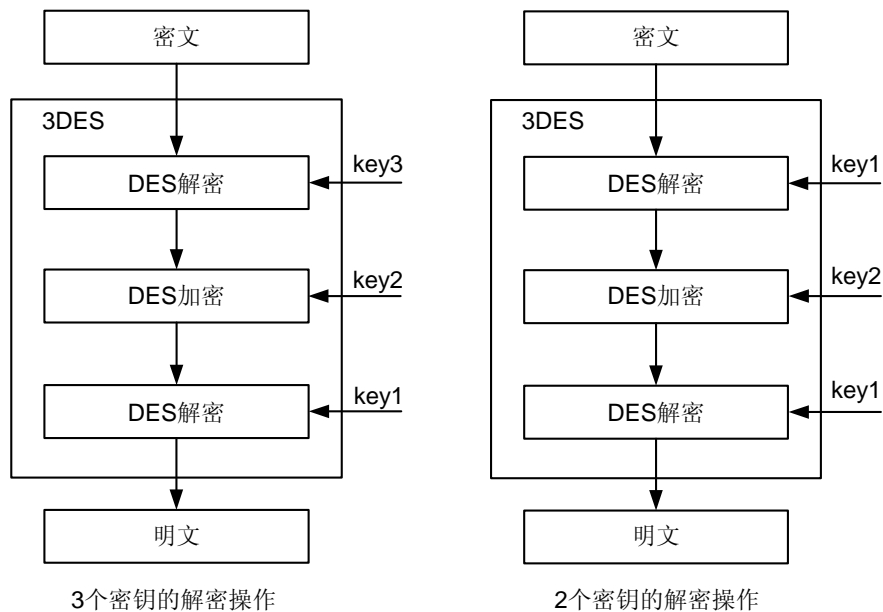 密文
3DES
DES解密
key3
DES加密
key2
DES解密
key1
明文
3个密钥的解密操作
密文
3DES
DES解密
key1
DES加密
key2
DES解密
key1
明文
2个密钥的解密操作